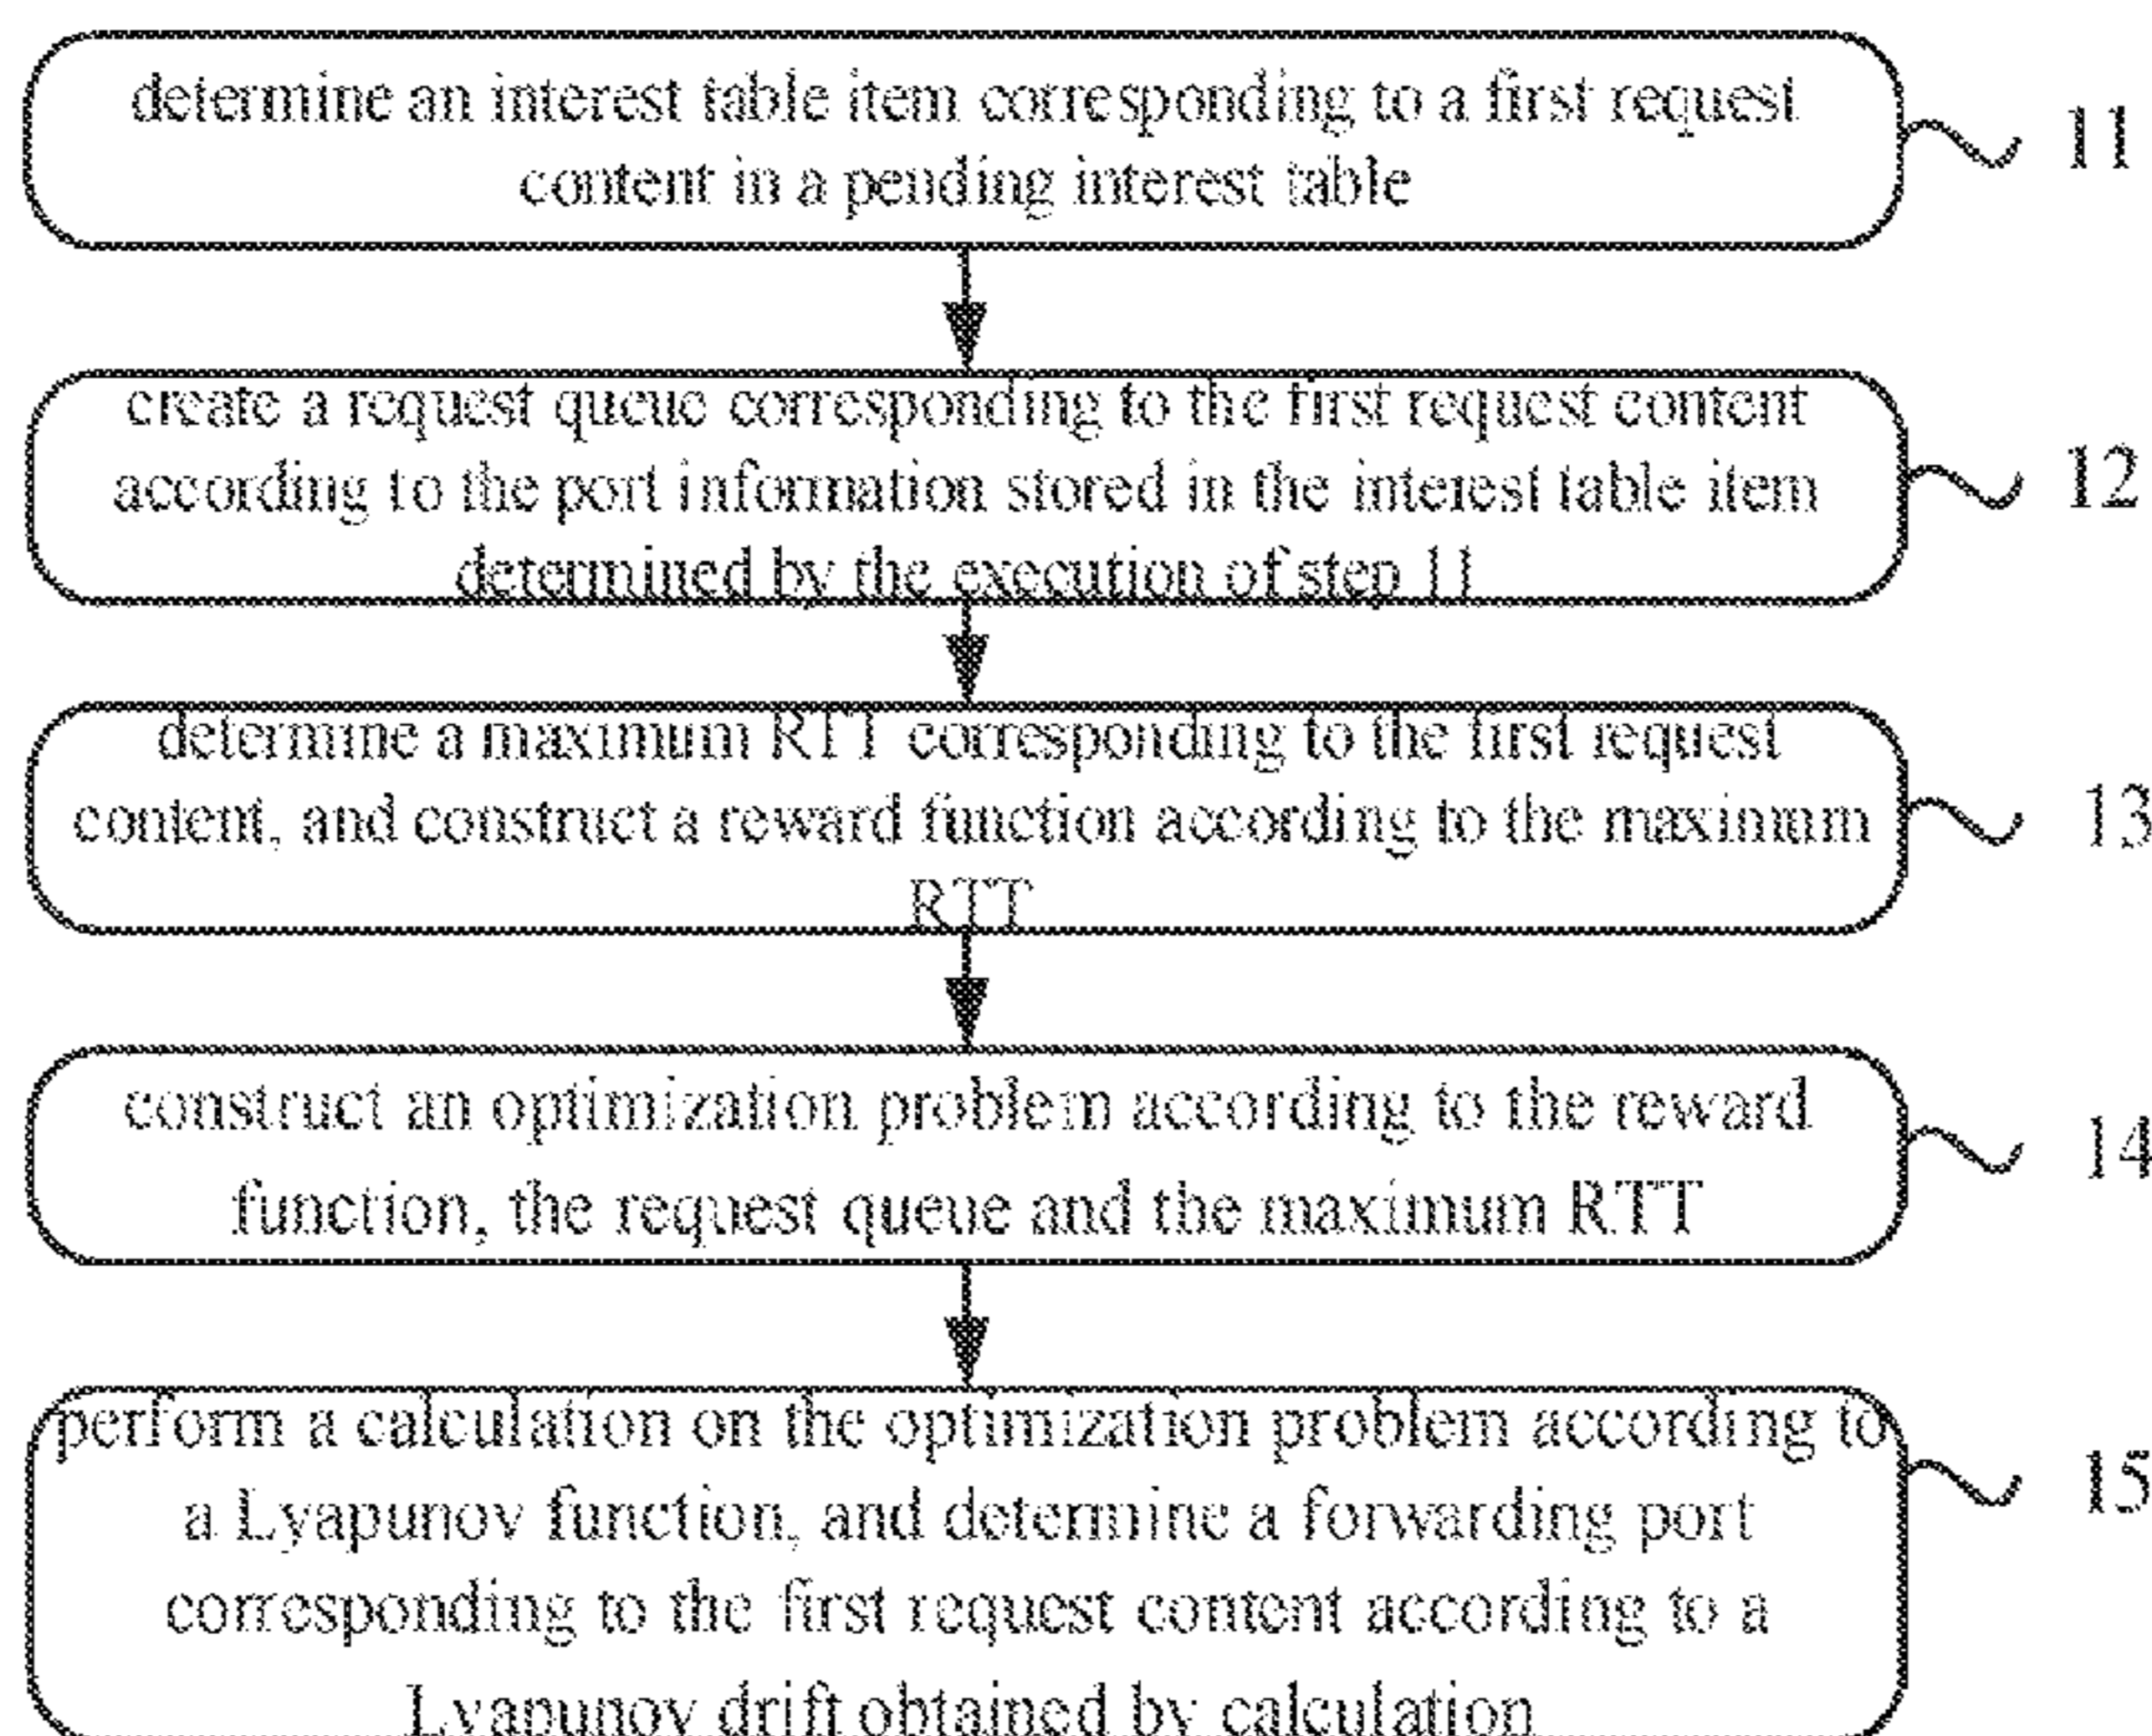 determine an interest table item corresponding to a first request
content in a pending interest table
11
create a request queue corresponding to the first request content
according to the port information stored in the interest table item
determined by the execution of step 11
12
determine a maximum RTT corresponding to the first request
content, and construct a reward function according to the maximum
RTT
13
construct an optimization problem according to the reward
function, the request queue and the maximum RTT
14
perform a calculation on the optimization problem according to
a Lyapunov function, and determine a forwarding port
corresponding to the first request content according to a
Lyapunov drift obtained by calculation
15